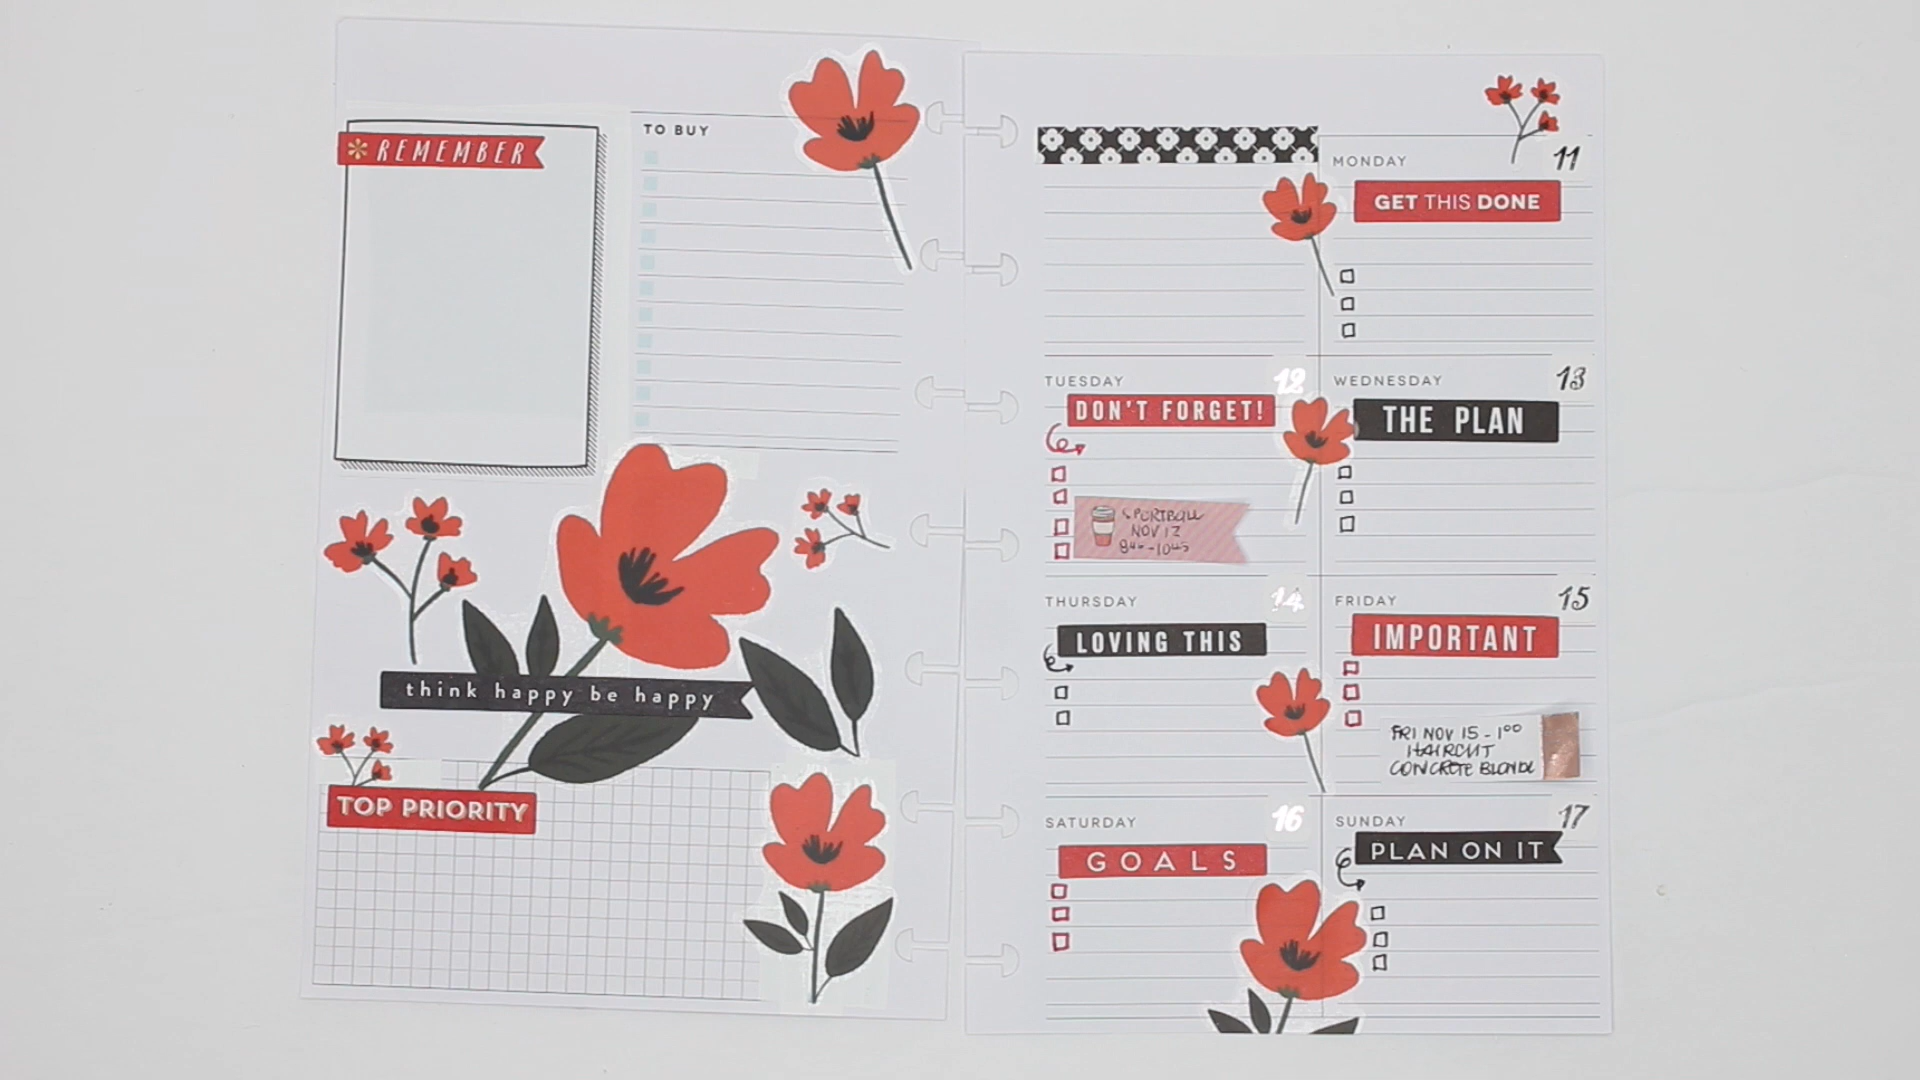 REMEMBER
TO BUY
think happy be happy
TOP PRIORITY
MONDAY 11
GET THIS DONE
TUESDAY 12
DON'T FORGET!
SPORTBALL
NOV 12
WEDNESDAY 13
THE PLAN
THURSDAY 14
LOVING THIS
FRIDAY 15
IMPORTANT
FRI NOV 15 - 1⁰⁰
HAIRCUT
CONCRETE BLONDE
SATURDAY 16
GOALS
SUNDAY 17
PLAN ON IT